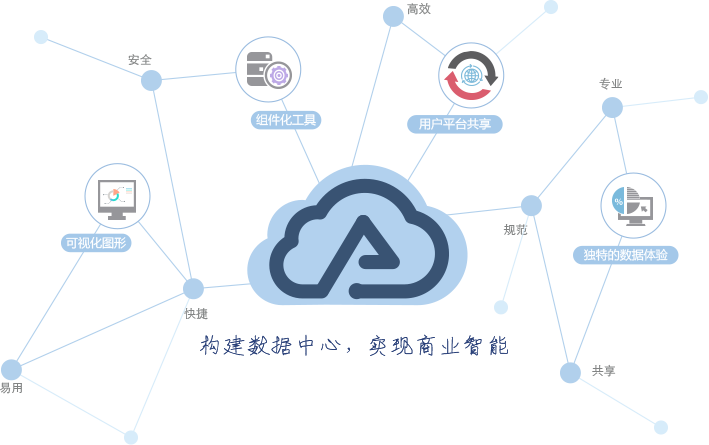 高效
安全
专业
组件化工具
用户平台共享
%
规范
可视化图形
独特的数据体验
快捷
构建数据中心，实现商业智能
共享
易用